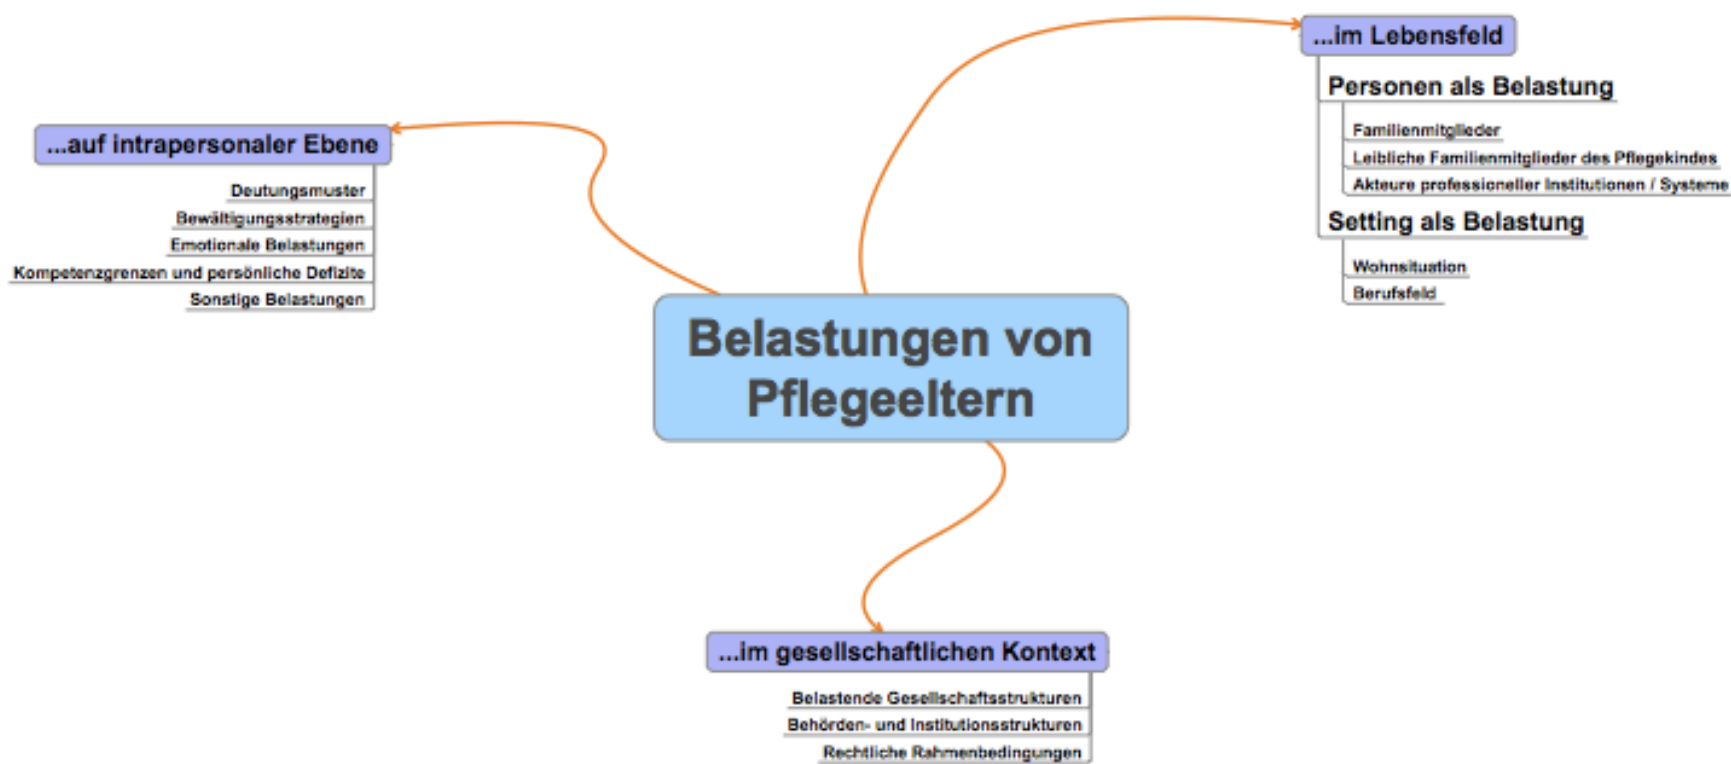 ...im Lebensfeld
Personen als Belastung
Familienmitglieder
Leibliche Familienmitglieder des Pflegekindes
Akteure professioneller Institutionen / Systeme
Setting als Belastung
Wohnsituation
Berufsfeld
...auf intrapersonaler Ebene
Deutungsmuster
Bewältigungsstrategien
Emotionale Belastungen
Kompetenzgrenzen und persönliche Defizite
Sonstige Belastungen
Belastungen von
Pflegeeltern
...im gesellschaftlichen Kontext
Belastende Gesellschaftsstrukturen
Behörden- und Institutionsstrukturen
Rechtliche Rahmenbedingungen